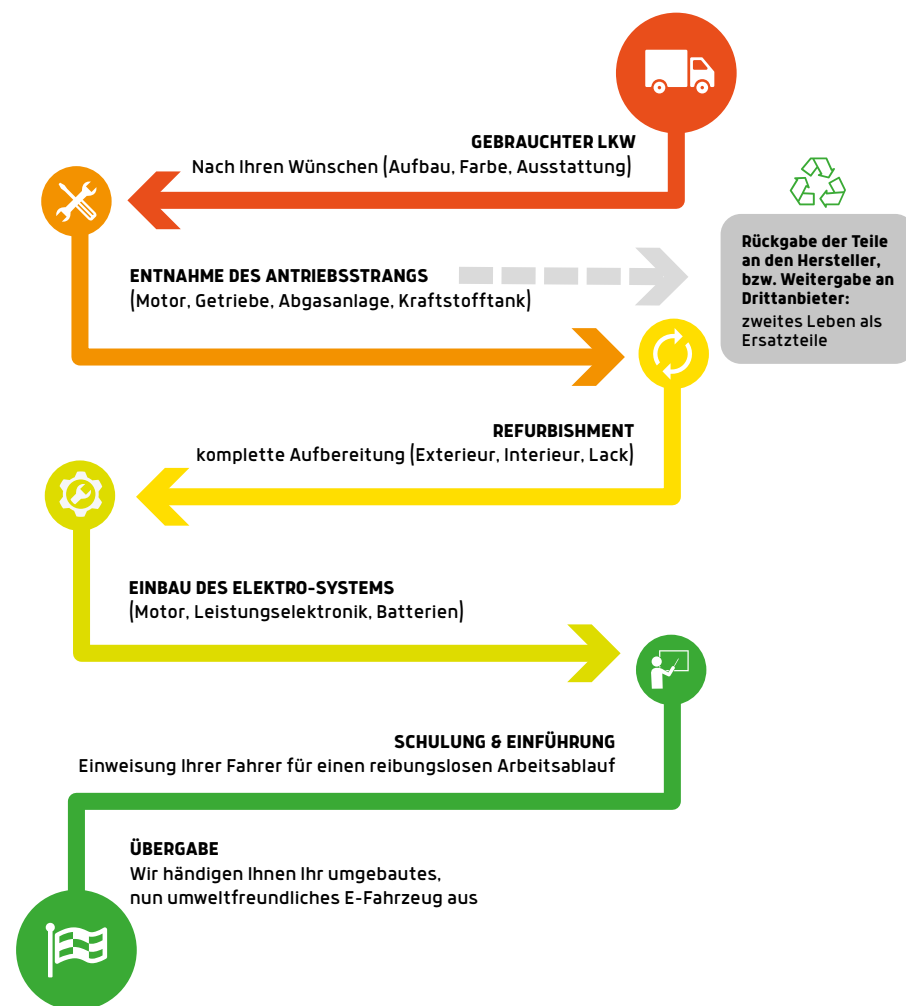 GEBRAUCHTER LKW
Nach Ihren Wünschen (Aufbau, Farbe, Ausstattung)
ENTNAHME DES ANTRIEBSSTRANGS
(Motor, Getriebe, Abgasanlage, Kraftstofftank)
Rückgabe der Teile
an den Hersteller,
bzw. Weitergabe an
Drittanbieter:
zweites Leben als
Ersatzteile
REFURBISHMENT
komplette Aufbereitung (Exterieur, Interieur, Lack)
EINBAU DES ELEKTRO-SYSTEMS
(Motor, Leistungselektronik, Batterien)
SCHULUNG & EINFÜHRUNG
Einweisung Ihrer Fahrer für einen reibungslosen Arbeitsablauf
ÜBERGABE
Wir händigen Ihnen Ihr umgebautes,
nun umweltfreundliches E-Fahrzeug aus